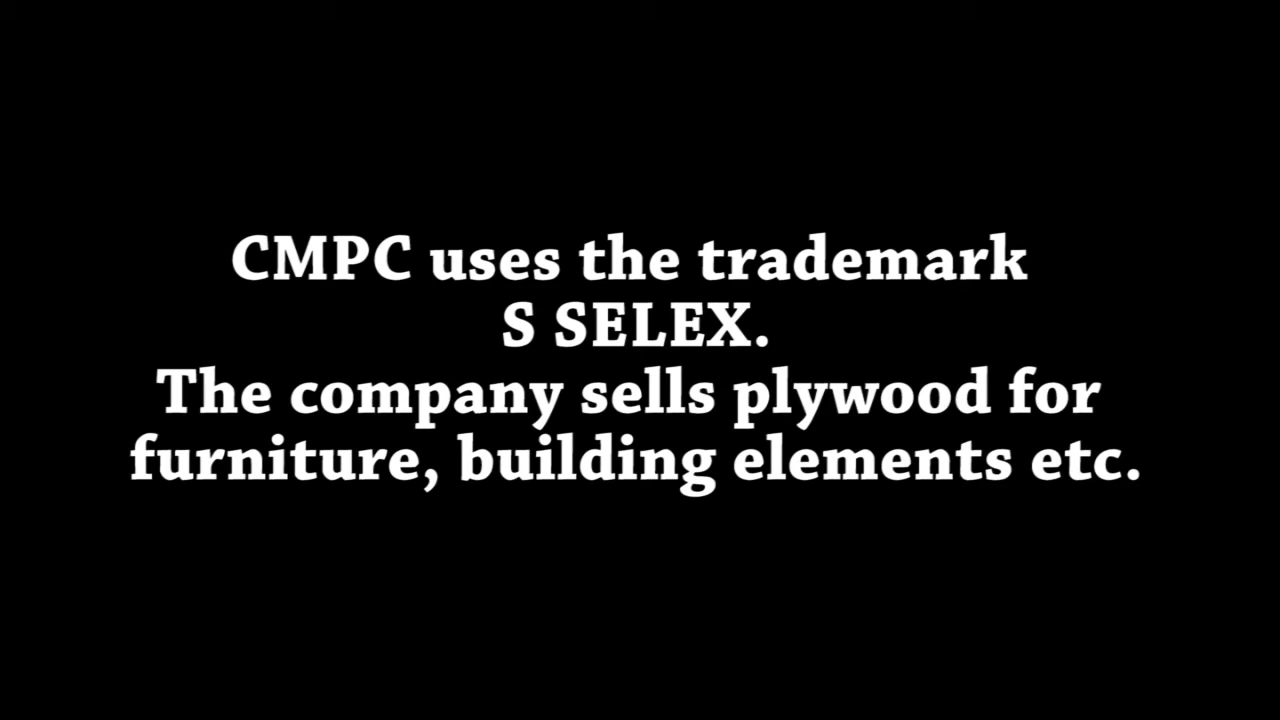 CMPC uses the trademark
S SELEX.
The company sells plywood for
furniture, building elements etc.